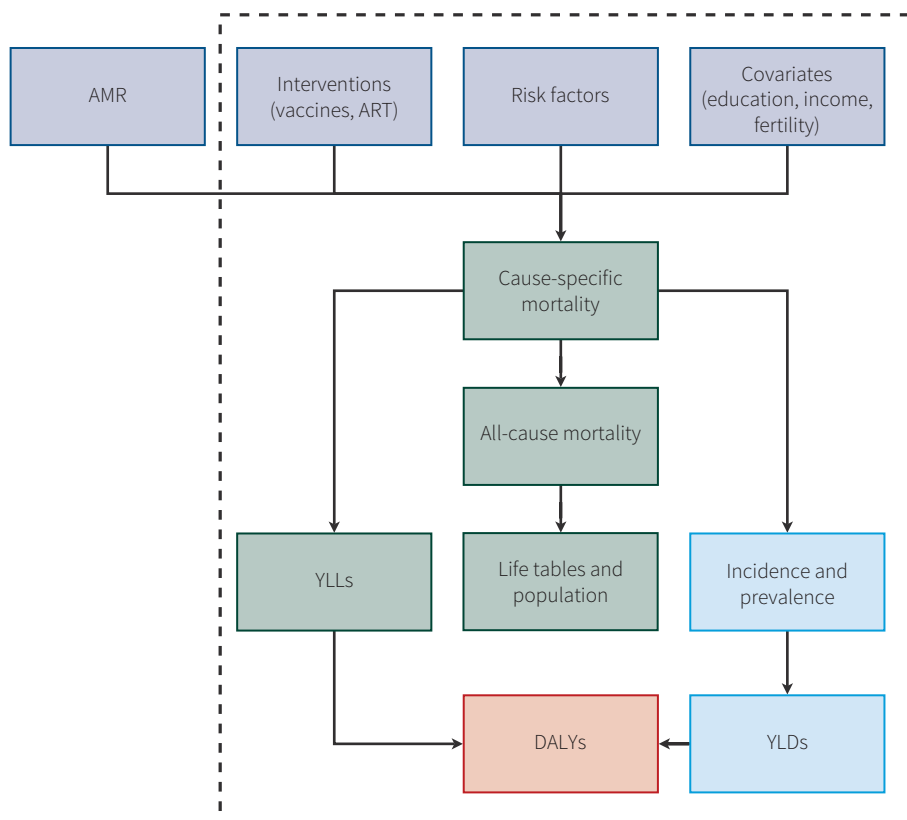 AMR
Interventions
(vaccines, ART)
Risk factors
Covariates
(education, income,
fertility)
Cause-specific
mortality
All-cause mortality
YLLs
Life tables and
population
Incidence and
prevalence
DALYs
YLDs